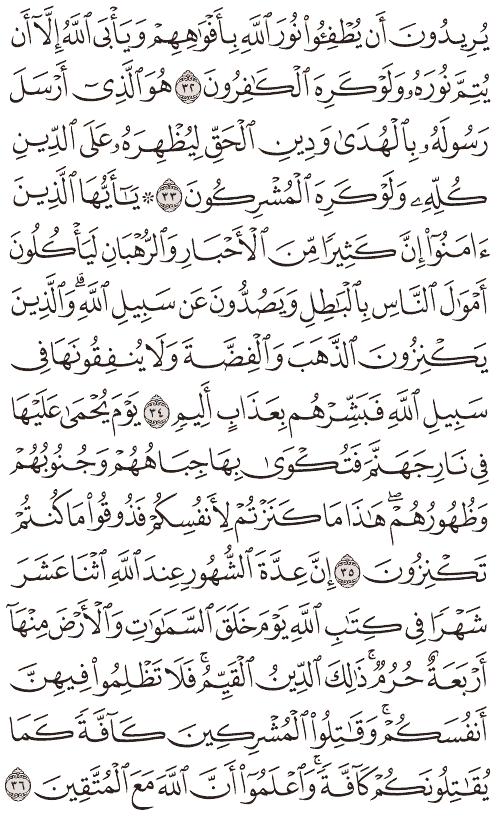 يُرِيدُونَ أَن يُطْفِـُٔوا۟ نُورَ ٱللَّهِ بِأَفْوَٰهِهِمْ وَيَأْبَى ٱللَّهُ إِلَّآ أَن
يُتِمَّ نُورَهُۥ وَلَوْ كَرِهَ ٱلْكَـٰفِرُونَ ٣٢ هُوَ ٱلَّذِىٓ أَرْسَلَ
رَسُولَهُۥ بِٱلْهُدَىٰ وَدِينِ ٱلْحَقِّ لِيُظْهِرَهُۥ عَلَى ٱلدِّينِ
كُلِّهِۦ وَلَوْ كَرِهَ ٱلْمُشْرِكُونَ ٣٣ ۞ يَـٰٓأَيُّهَا ٱلَّذِينَ
ءَامَنُوٓا۟ إِنَّ كَثِيرًا مِّنَ ٱلْأَحْبَارِ وَٱلرُّهْبَانِ لَيَأْكُلُونَ
أَمْوَٰلَ ٱلنَّاسِ بِٱلْبَـٰطِلِ وَيَصُدُّونَ عَن سَبِيلِ ٱللَّهِ ۗ وَٱلَّذِينَ
يَكْنِزُونَ ٱلذَّهَبَ وَٱلْفِضَّةَ وَلَا يُنفِقُونَهَا فِى
سَبِيلِ ٱللَّهِ فَبَشِّرْهُم بِعَذَابٍ أَلِيمٍ ٣٤ يَوْمَ يُحْمَىٰ عَلَيْهَا
فِى نَارِ جَهَنَّمَ فَتُكْوَىٰ بِهَا جِبَاهُهُمْ وَجُنُوبُهُمْ
وَظُهُورُهُمْ ۖ هَـٰذَا مَا كَنَزْتُمْ لِأَنفُسِكُمْ فَذُوقُوا۟ مَا كُنتُمْ
تَكْنِزُونَ ٣٥ إِنَّ عِدَّةَ ٱلشُّهُورِ عِندَ ٱللَّهِ ٱثْنَا عَشَرَ
شَهْرًا فِى كِتَـٰبِ ٱللَّهِ يَوْمَ خَلَقَ ٱلسَّمَـٰوَٰتِ وَٱلْأَرْضَ مِنْهَآ
أَرْبَعَةٌ حُرُمٌ ۚ ذَٰلِكَ ٱلدِّينُ ٱلْقَيِّمُ ۚ فَلَا تَظْلِمُوا۟ فِيهِنَّ
أَنفُسَكُمْ ۚ وَقَـٰتِلُوا۟ ٱلْمُشْرِكِينَ كَآفَّةً كَمَا
يُقَـٰتِلُونَكُمْ كَآفَّةً ۚ وَٱعْلَمُوٓا۟ أَنَّ ٱللَّهَ مَعَ ٱلْمُتَّقِينَ ٣٦